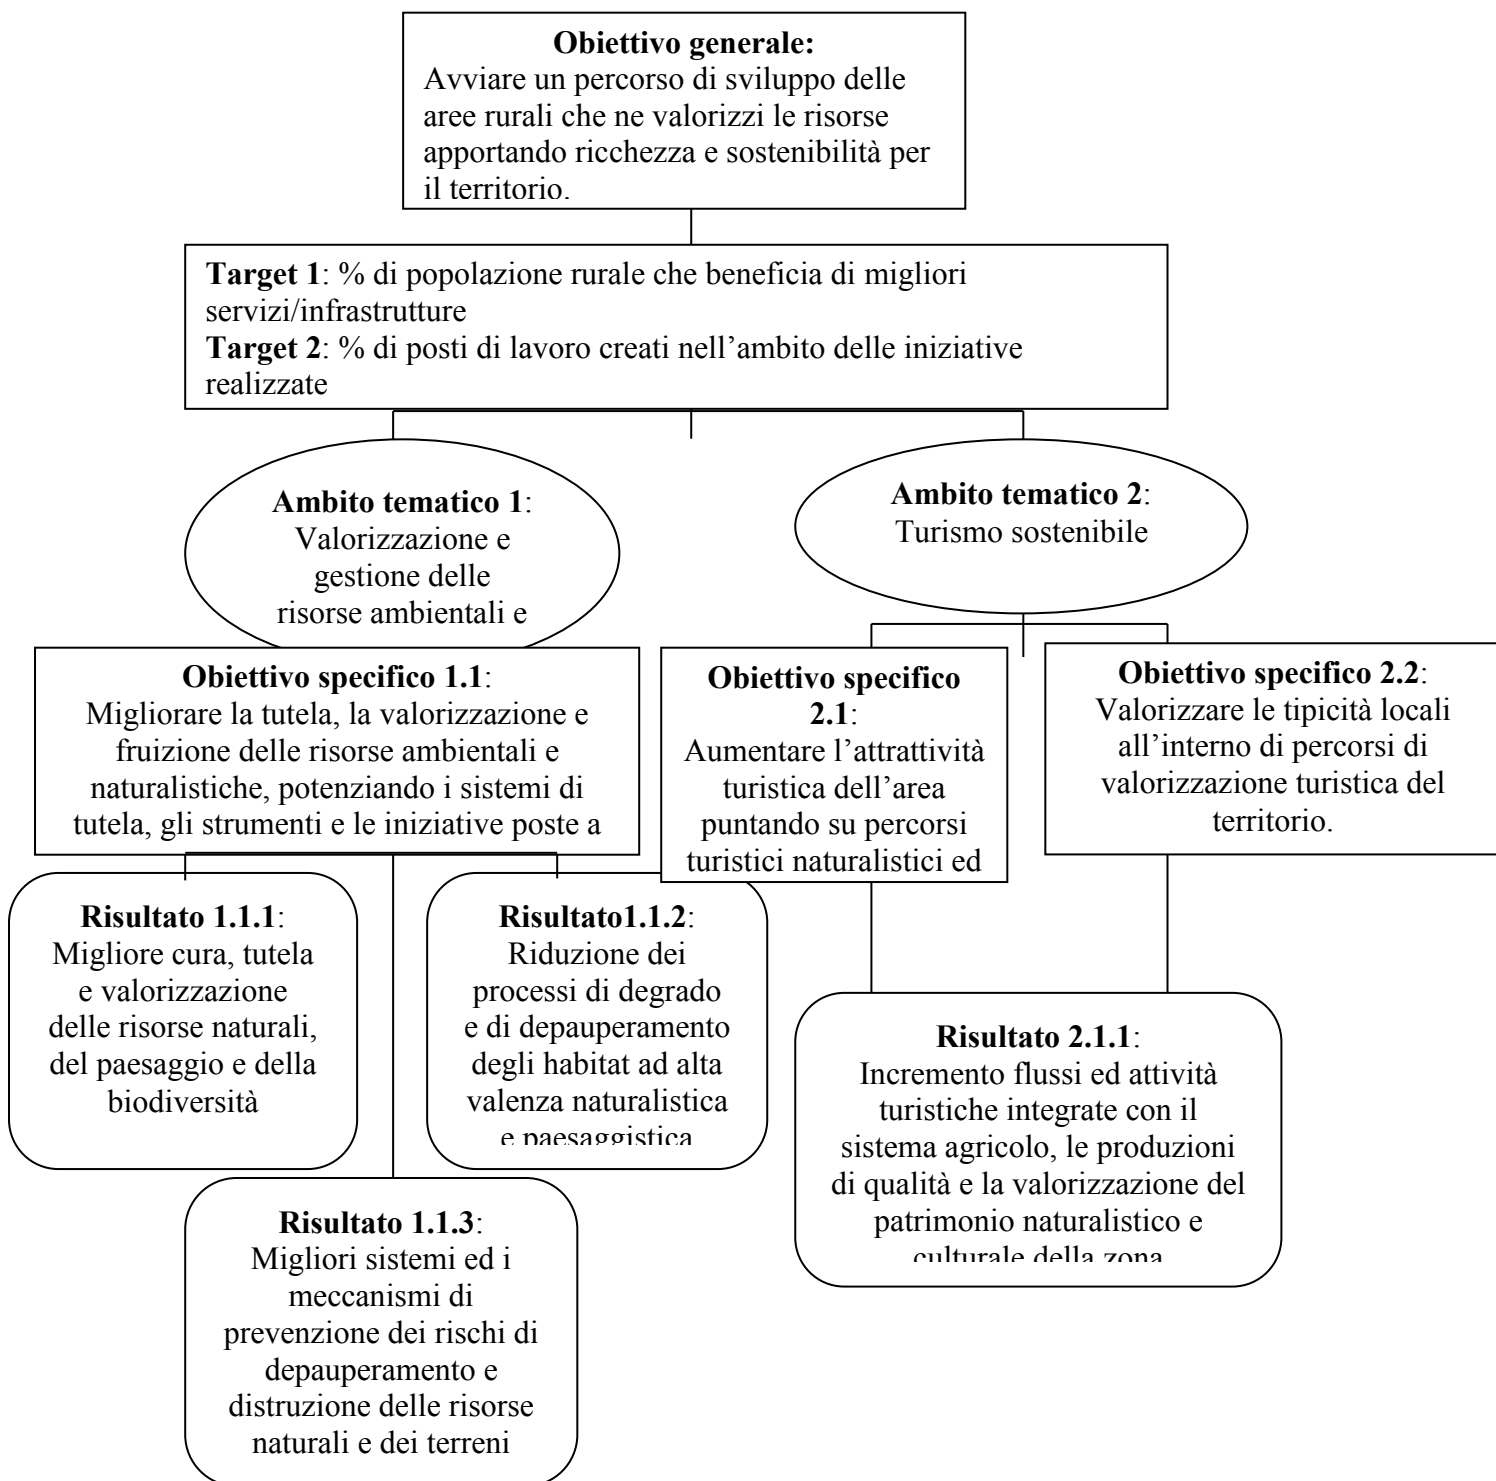 Obiettivo generale:
Avviare un percorso di sviluppo delle
aree rurali che ne valorizzi le risorse
apportando ricchezza e sostenibilità per
il territorio.
Target 1: % di popolazione rurale che beneficia di migliori
servizi/infrastrutture
Target 2: % di posti di lavoro creati nell’ambito delle iniziative
realizzate
Ambito tematico 1:
Valorizzazione e
gestione delle
risorse ambientali e
Ambito tematico 2:
Turismo sostenibile
Obiettivo specifico 1.1:
Migliorare la tutela, la valorizzazione e
fruizione delle risorse ambientali e
naturalistiche, potenziando i sistemi di
tutela, gli strumenti e le iniziative poste a
Obiettivo specifico
2.1:
Aumentare l’attrattività
turistica dell’area
puntando su percorsi
turistici naturalistici ed
Obiettivo specifico 2.2:
Valorizzare le tipicità locali
all’interno di percorsi di
valorizzazione turistica del
territorio.
Risultato 1.1.1:
Migliore cura, tutela
e valorizzazione
delle risorse naturali,
del paesaggio e della
biodiversità
Risultato1.1.2:
Riduzione dei
processi di degrado
e di depauperamento
degli habitat ad alta
valenza naturalistica
e paesaggistica
Risultato 2.1.1:
Incremento flussi ed attività
turistiche integrate con il
sistema agricolo, le produzioni
di qualità e la valorizzazione del
patrimonio naturalistico e
culturale della zona
Risultato 1.1.3:
Migliori sistemi ed i
meccanismi di
prevenzione dei rischi di
depauperamento e
distruzione delle risorse
naturali e dei terreni